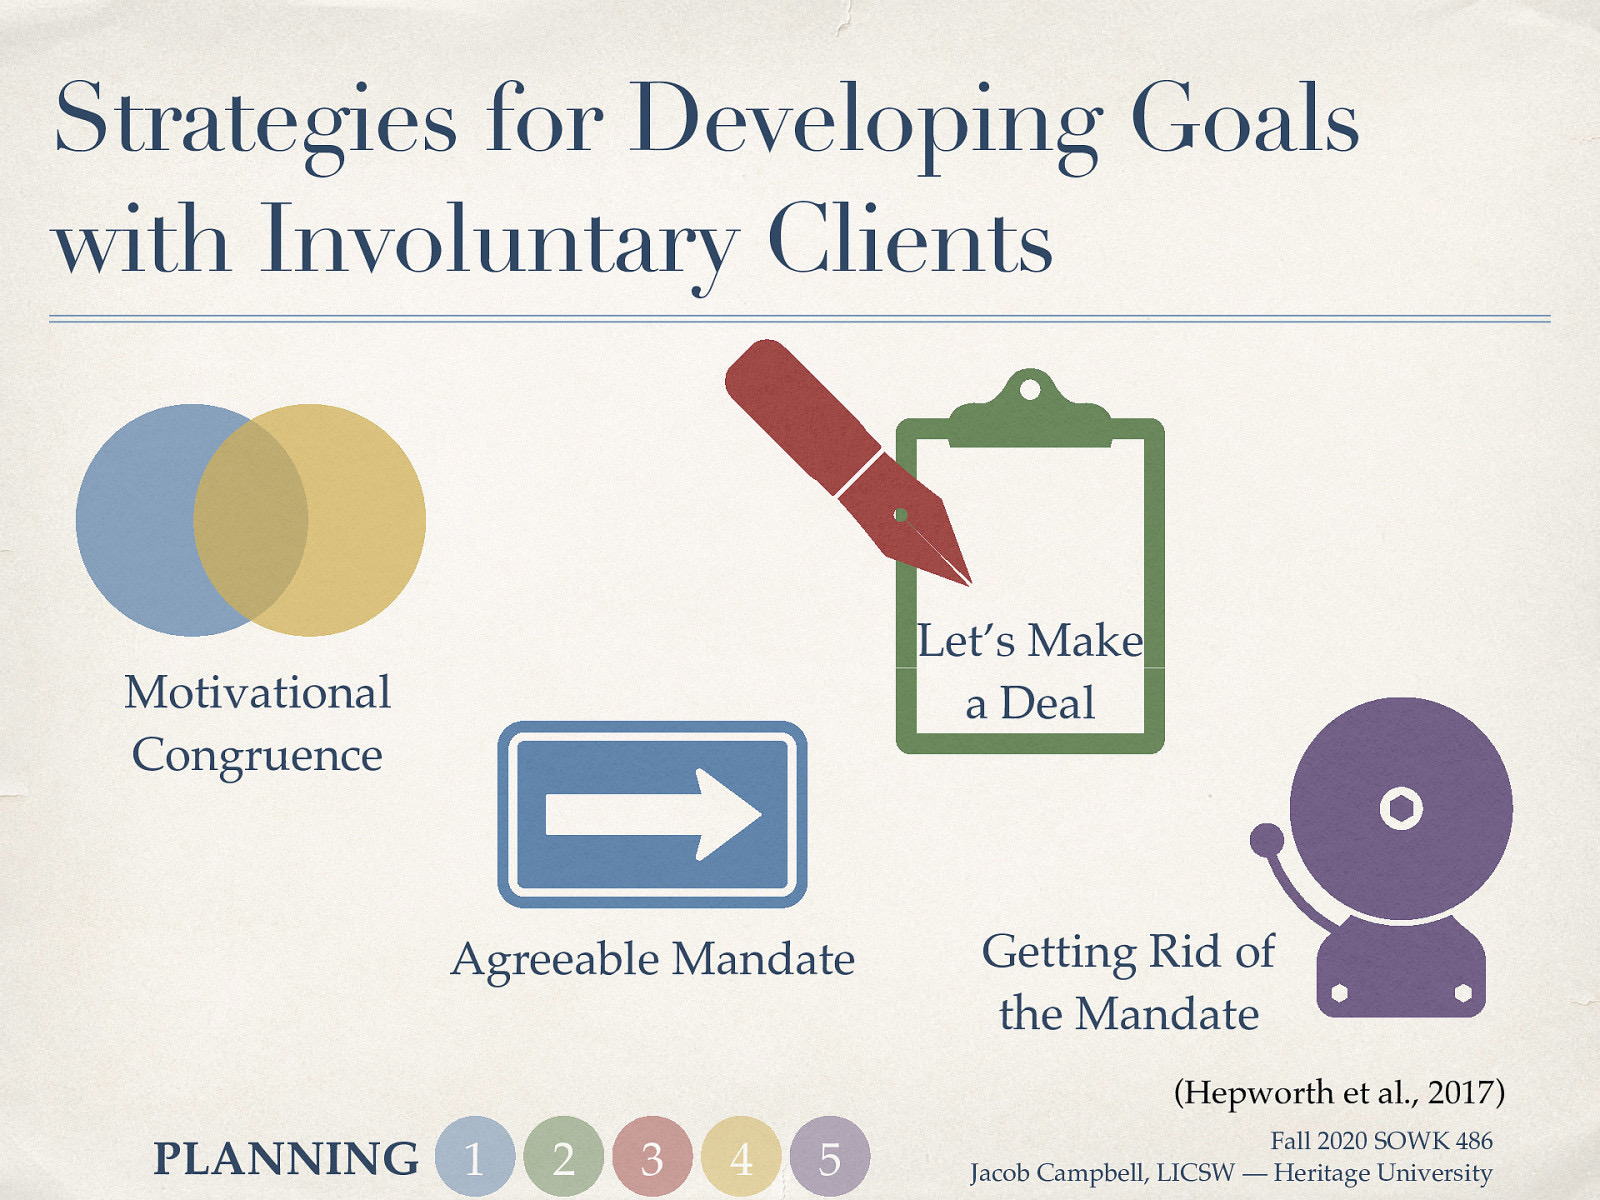 Strategies for Developing Goals
with Involuntary Clients
Motivational
Congruence
Agreeable Mandate
Let’s Make
a Deal
Getting Rid of
the Mandate
(Hepworth et al., 2017)
PLANNING 1 2 3 4 5
Fall 2020 SOWK 486
Jacob Campbell, LICSW — Heritage University